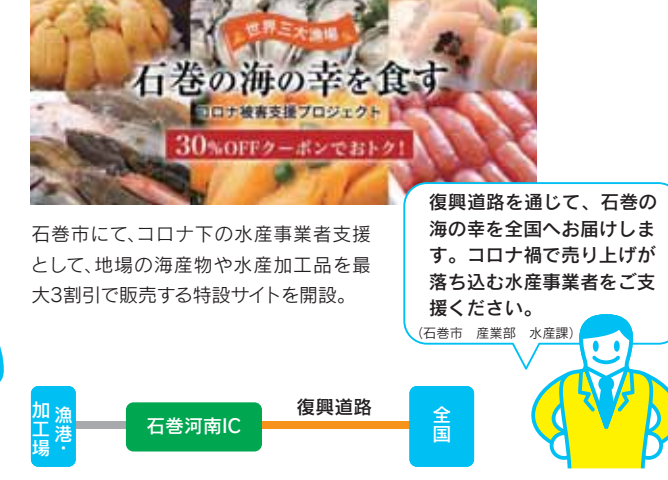 世界三大漁場
石巻の海の幸を食す
コロナ被害支援プロジェクト
30%OFFクーポンでおトク!
石巻市にて、コロナ下の水産事業者支援
として、地場の海産物や水産加工品を最
大3割引で販売する特設サイトを開設。
復興道路を通じて、石巻の
海の幸を全国へお届けしま
す。コロナ禍で売り上げが
落ち込む水産事業者をご支
援ください。
(石巻市 産業部 水産課)
漁港・
加工場
石巻河南IC
復興道路
全国